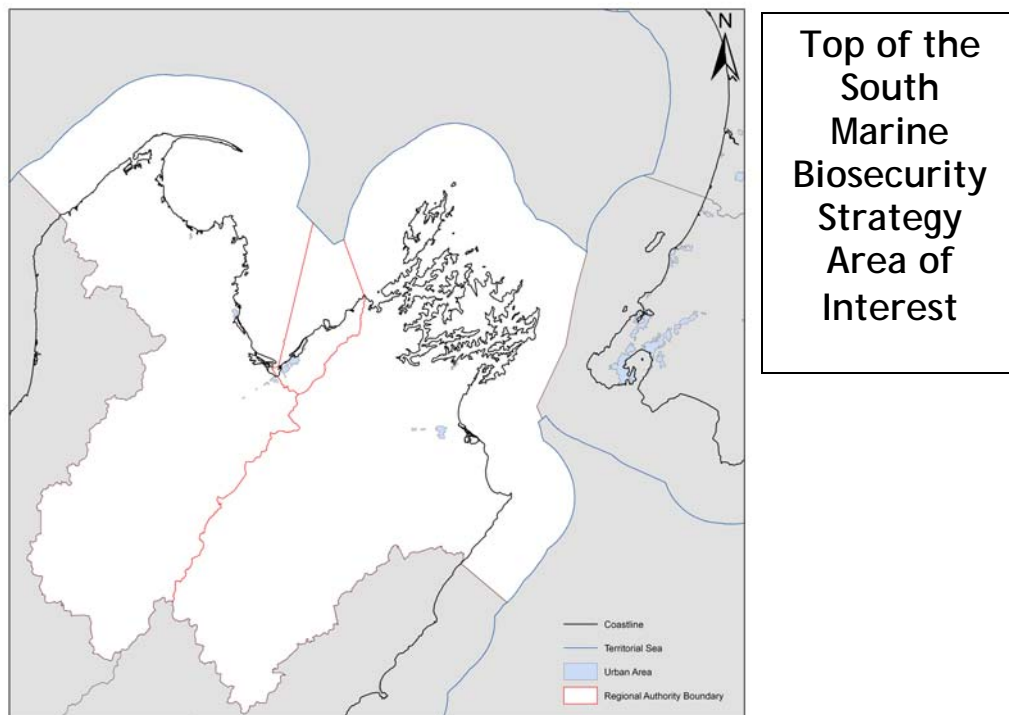 N
Top of the
South
Marine
Biosecurity
Strategy
Area of
Interest
Coastline
Territorial Sea
Urban Area
Regional Authority Boundary